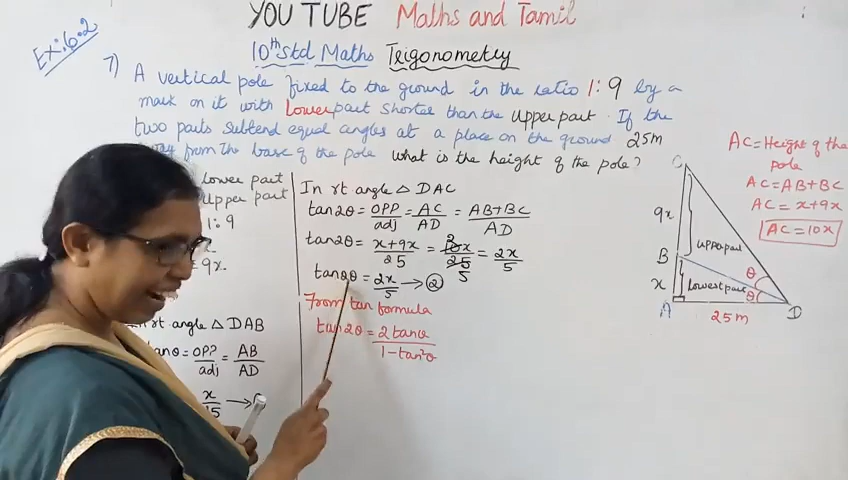 YOU TUBE Maths and Tamil
Ex:6.2
10th Std Maths Trigonometry
7) A vertical pole fixed to the ground in the ratio 1:9 by a
mark on it with Lower part shorter than the upper part. If the
two parts subtend equal angles at a place on the ground 25m
away from the base of the pole what is the height of the pole?
lower part
upper part
1:9
= 9x.
rt angle △ DAB
tanθ = opp/adj = AB/AD
In rt angle △ DAC
tan2θ = opp/adj = AC/AD = AB+BC/AD
tan2θ = x+9x/25 = 10x/25 = 2x/5
2
5
tan2θ = 2x/5 → ②
From tan formula
tan2θ = 2tanθ/1-tan²θ
AC = Height of the
pole
AC = AB+BC
AC = x+9x
AC = 10x
C
9x
upper part
B
x
Lowest part
θ
θ
A
25m
D